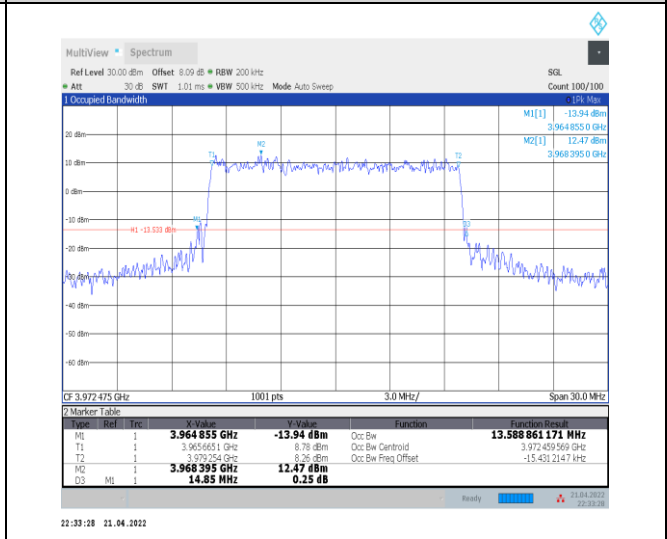 MultiView Spectrum
Ref Level 30.00 dBm Offset 8.09 dB RBW 200 kHz SGL
Att 30 dB SWT 1.01 ms VBW 500 kHz Mode Auto Sweep Count 100/100
1 Occupied Bandwidth 1Pk Max
M1[1] -13.94 dBm
3.964 855 0 GHz
M2[1] 12.47 dBm
3.968 395 0 GHz
20 dBm
M2
T1
T2
10 dBm
0 dBm
-10 dBm
M1
D3
H1 -13.533 dBm
-20 dBm
-30 dBm
-40 dBm
-50 dBm
-60 dBm
CF 3.972 475 GHz 1001 pts 3.0 MHz/ Span 30.0 MHz
2 Marker Table
Type Ref Trc X-Value Y-Value Function Function Result
M1 1 3.964 855 GHz -13.94 dBm Occ Bw 13.588 861 171 MHz
T1 1 3.965 665 1 GHz 8.78 dBm Occ Bw Centroid 3.972 459 569 GHz
T2 1 3.979 254 GHz 8.26 dBm Occ Bw Freq Offset -15.431 214 7 kHz
M2 1 3.968 395 GHz 12.47 dBm
D3 M1 1 14.85 MHz 0.25 dB
Ready 21.04.2022
22:33:28
22:33:28 21.04.2022